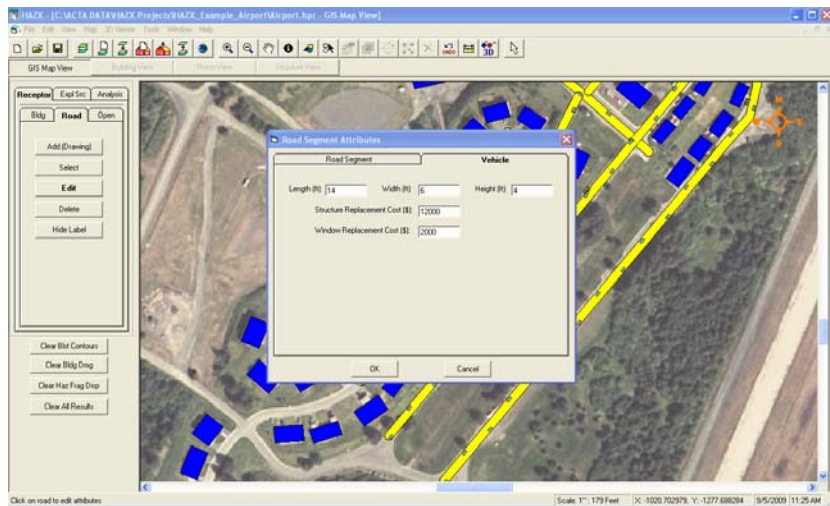 HAZX - [C:\ACTA DATA\HAZX Projects\HAZX_Example_Airport\Airport.hpr - GIS Map View]
File Edit View Map 3D Viewer Tools Window Help
UNDO 3D
GIS Map View Building View Room View Structure View
Receptor Expl Src Analysis
Bldg Road Open
Add (Drawing)
Select
Edit
Delete
Hide Label
Clear Blst Contours
Clear Bldg Dmg
Clear Haz Frag Disp
Clear All Results
Road Segment Attributes
Road Segment Vehicle
Length (ft) 14 Width (ft) 6 Height (ft) 4
Structure Replacement Cost ($): 12000
Window Replacement Cost ($): 2000
OK Cancel
Click on road to edit attributes
Scale: 1" : 179 Feet X: -1020.702979, Y: -1277.688284 9/5/2009 11:25 AM